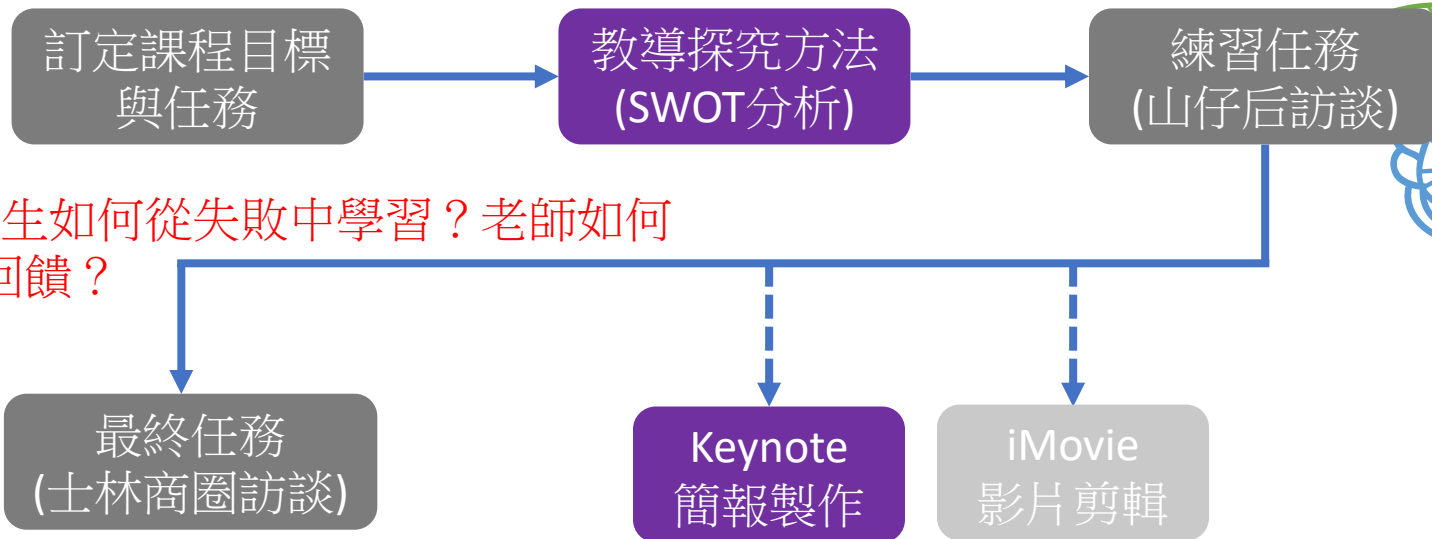 訂定課程目標
與任務
教導探究方法
(SWOT分析)
練習任務
(山仔后訪談)
生如何從失敗中學習？老師如何
回饋？
最終任務
(士林商圈訪談)
Keynote
簡報製作
iMovie
影片剪輯